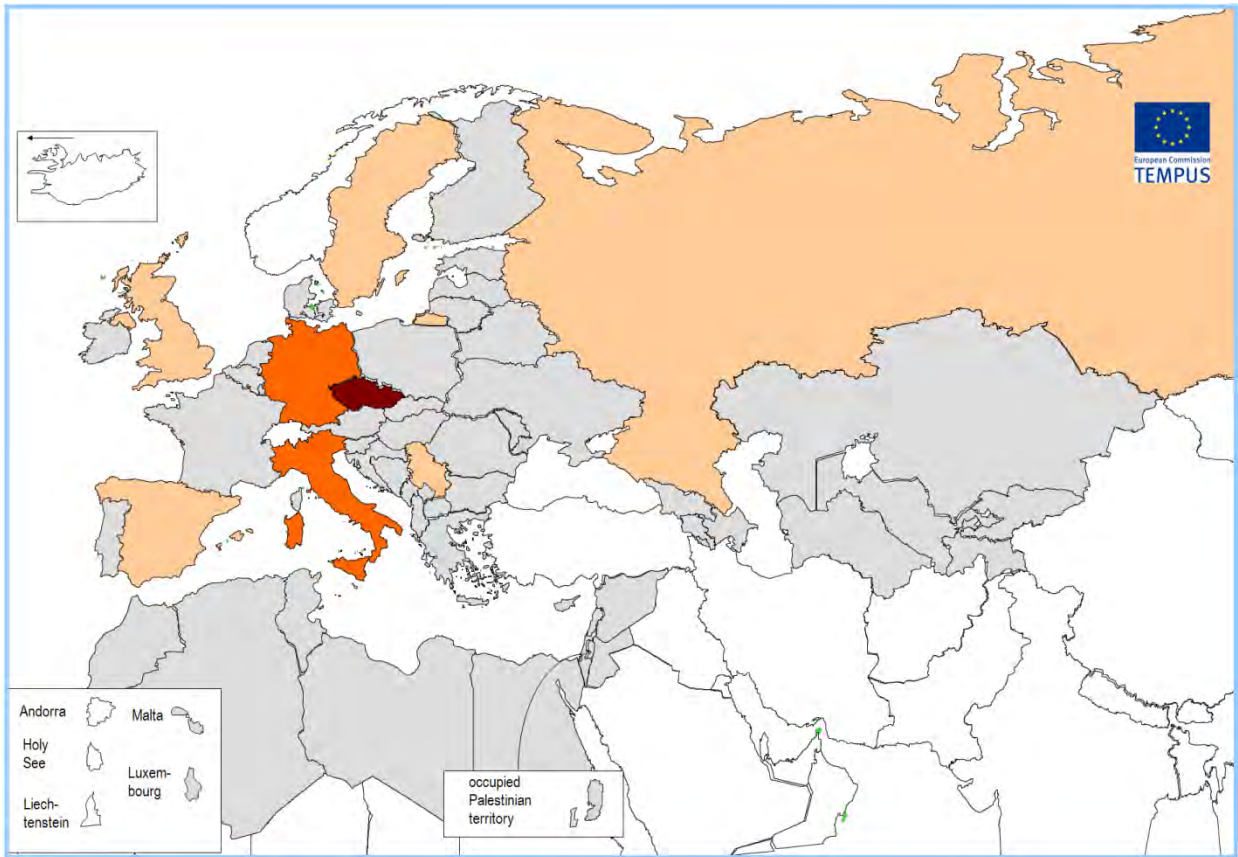 European Commission
TEMPUS
Andorra
Malta
Holy
See
Luxem-
bourg
Liech-
tenstein
occupied
Palestinian
territory